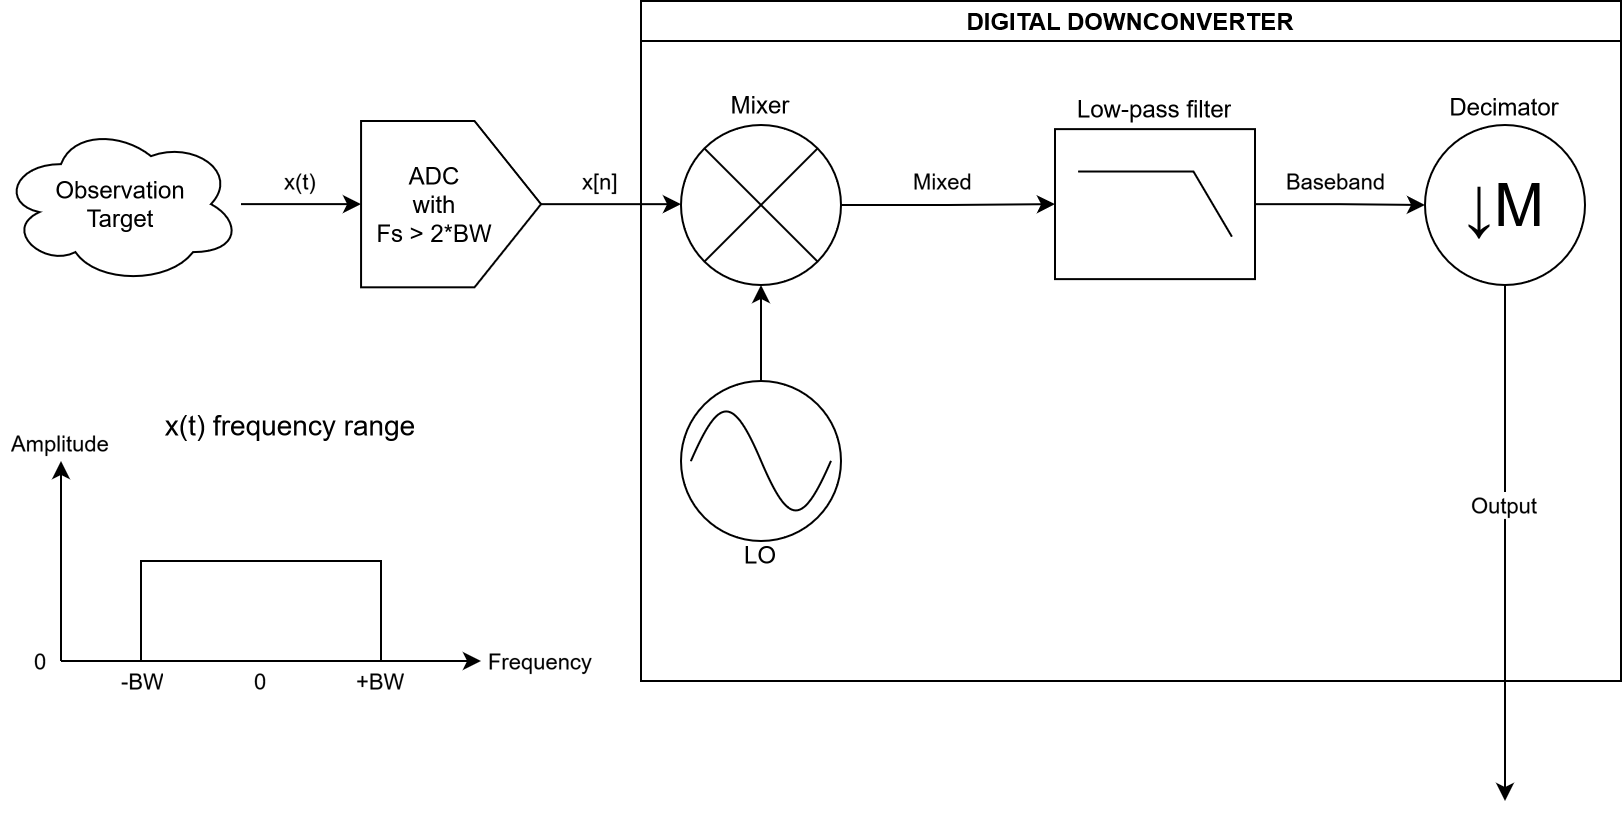 DIGITAL DOWNCONVERTER
Mixer
Low-pass filter
Decimator
Observation
Target
x(t)
ADC
with
Fs > 2*BW
x[n]
Mixed
Baseband
↓M
x(t) frequency range
Amplitude
0
-BW
0
+BW
Frequency
LO
Output